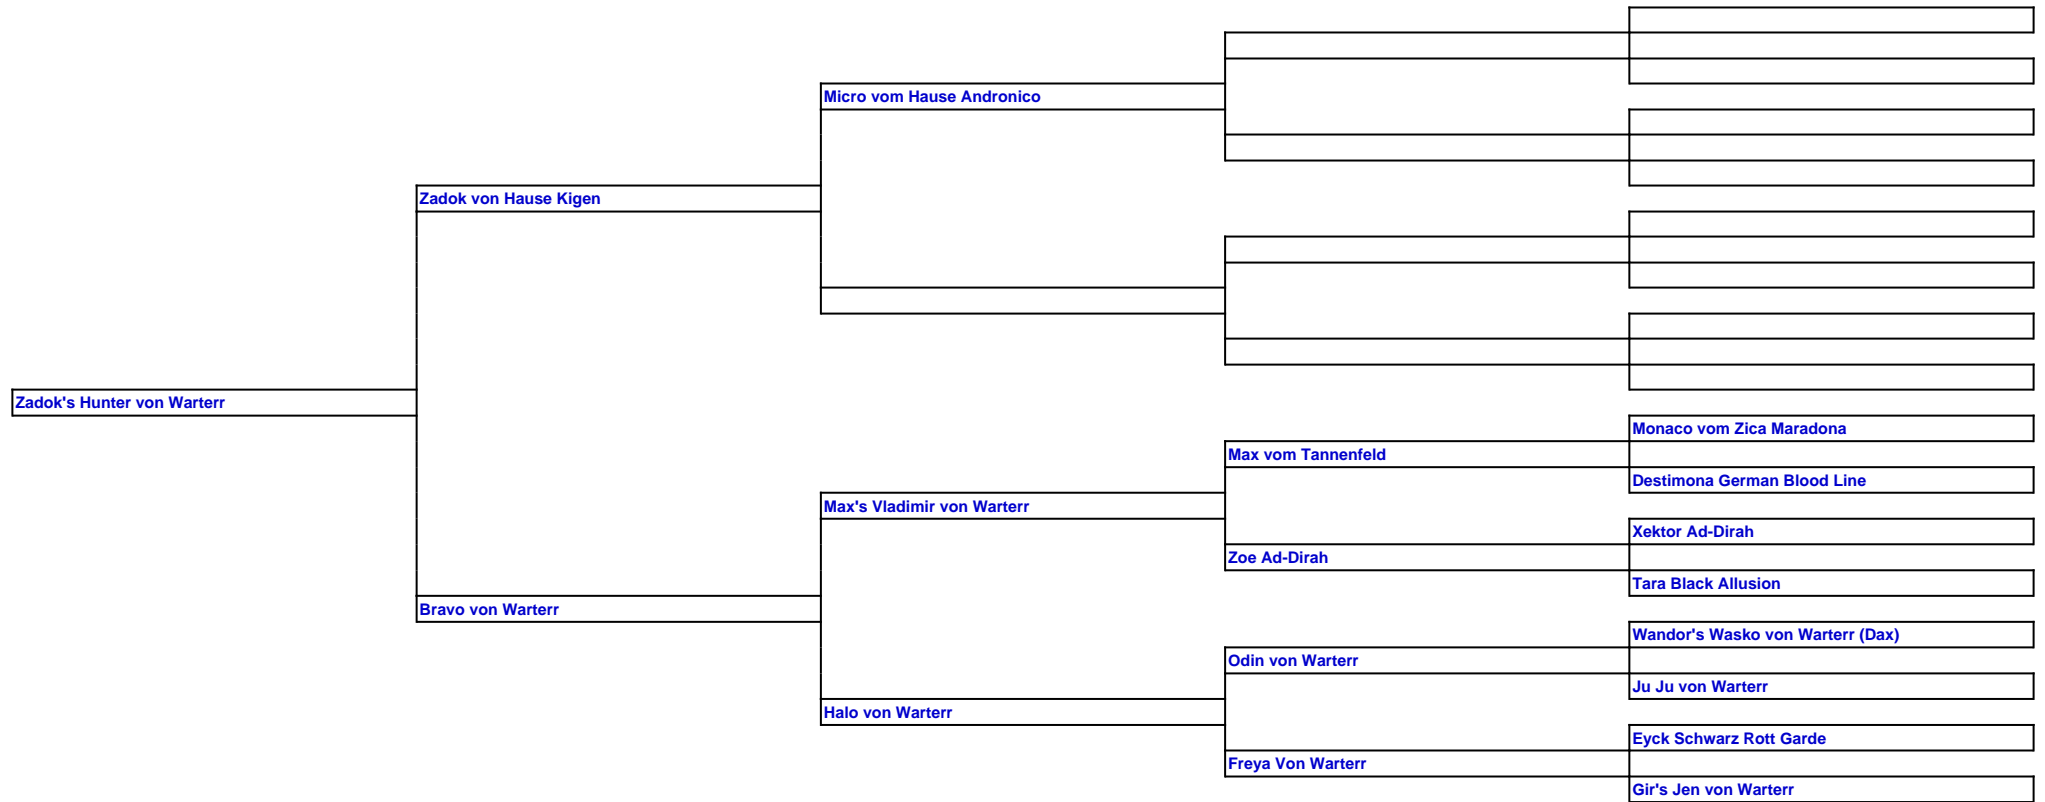 Micro vom Hause Andronico
Zadok von Hause Kigen
Zadok's Hunter von Warterr
Monaco vom Zica Maradona
Max vom Tannenfeld
Destimona German Blood Line
Max's Vladimir von Warterr
Xektor Ad-Dirah
Zoe Ad-Dirah
Tara Black Allusion
Bravo von Warterr
Wandor's Wasko von Warterr (Dax)
Odin von Warterr
Ju Ju von Warterr
Halo von Warterr
Eyck Schwarz Rott Garde
Freya Von Warterr
Gir's Jen von Warterr